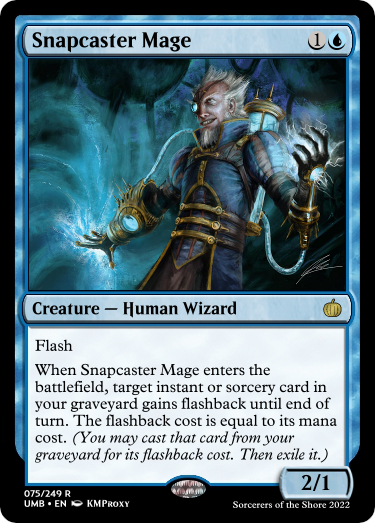 Snapcaster Mage 1
Creature — Human Wizard
Flash
When Snapcaster Mage enters the
battlefield, target instant or sorcery card in
your graveyard gains flashback until end of
turn. The flashback cost is equal to its mana
cost. (You may cast that card from your
graveyard for its flashback cost. Then exile it.)
2/1
075/249 R
UMB • EN KMProxy
Sorcerers of the Shore 2022